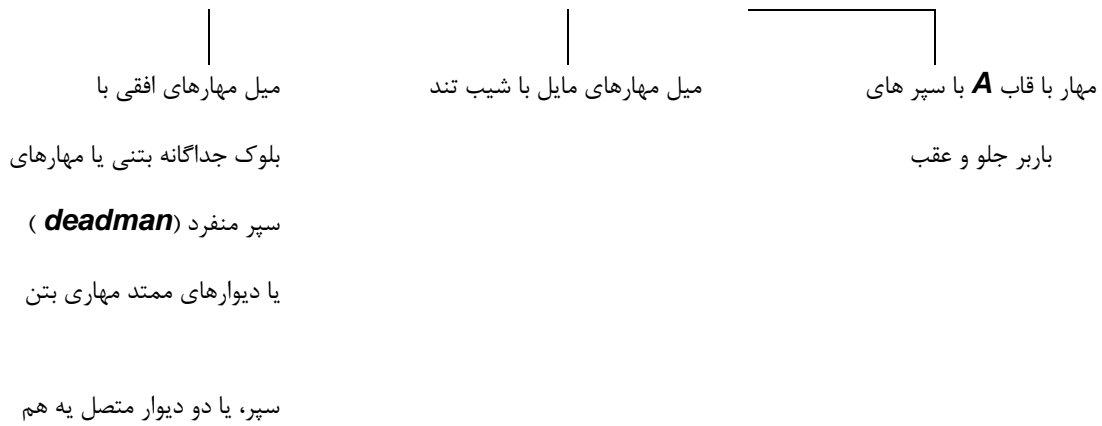 مهار با قاب A با سپر های
باربر جلو و عقب
میل مهارهای مایل با شیب تند
میل مهارهای افقی با
بلوک جداگانه بتنی یا مهارهای
سپر منفرد (deadman )
یا دیوارهای ممتد مهاری بتن
سپر، یا دو دیوار متصل یه هم